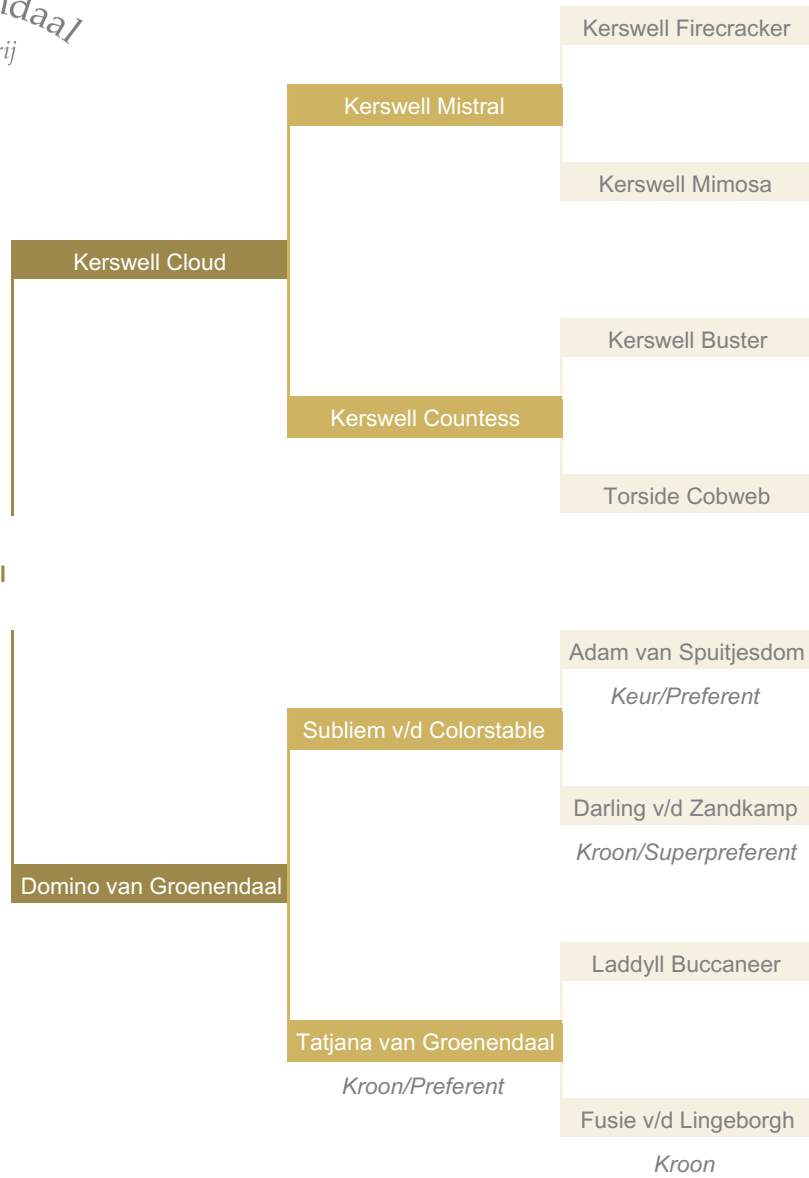 Kerswell Firecracker
Kerswell Mistral
Kerswell Mimosa
Kerswell Cloud
Kerswell Buster
Kerswell Countess
Torside Cobweb
Adam van Spuitjesdom
Keur/Preferent
Subliem v/d Colorstable
Darling v/d Zandkamp
Kroon/Superpreferent
Domino van Groenendaal
Laddyll Buccaneer
Tatjana van Groenendaal
Kroon/Preferent
Fusie v/d Lingeborgh
Kroon